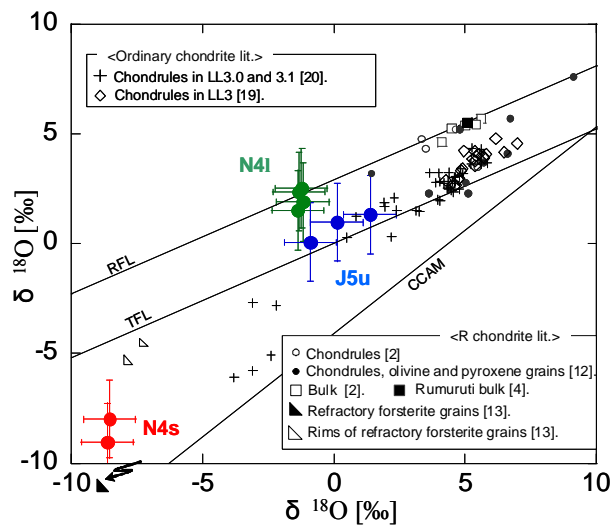 <Ordinary chondrite lit.>
Chondrules in LL3.0 and 3.1 [20].
Chondrules in LL3 [19].
N4l
J5u
N4s
RFL
TFL
CCAM
<R chondrite lit.>
Chondrules [2]
Chondrules, olivine and pyroxene grains [12].
Bulk [2]. Rumuruti bulk [4].
Refractory forsterite grains [13].
Rims of refractory forsterite grains [13].
10
5
0
-5
-10
δ ¹⁸O [‰]
-10 -5 0 5 10
δ ¹⁸O [‰]